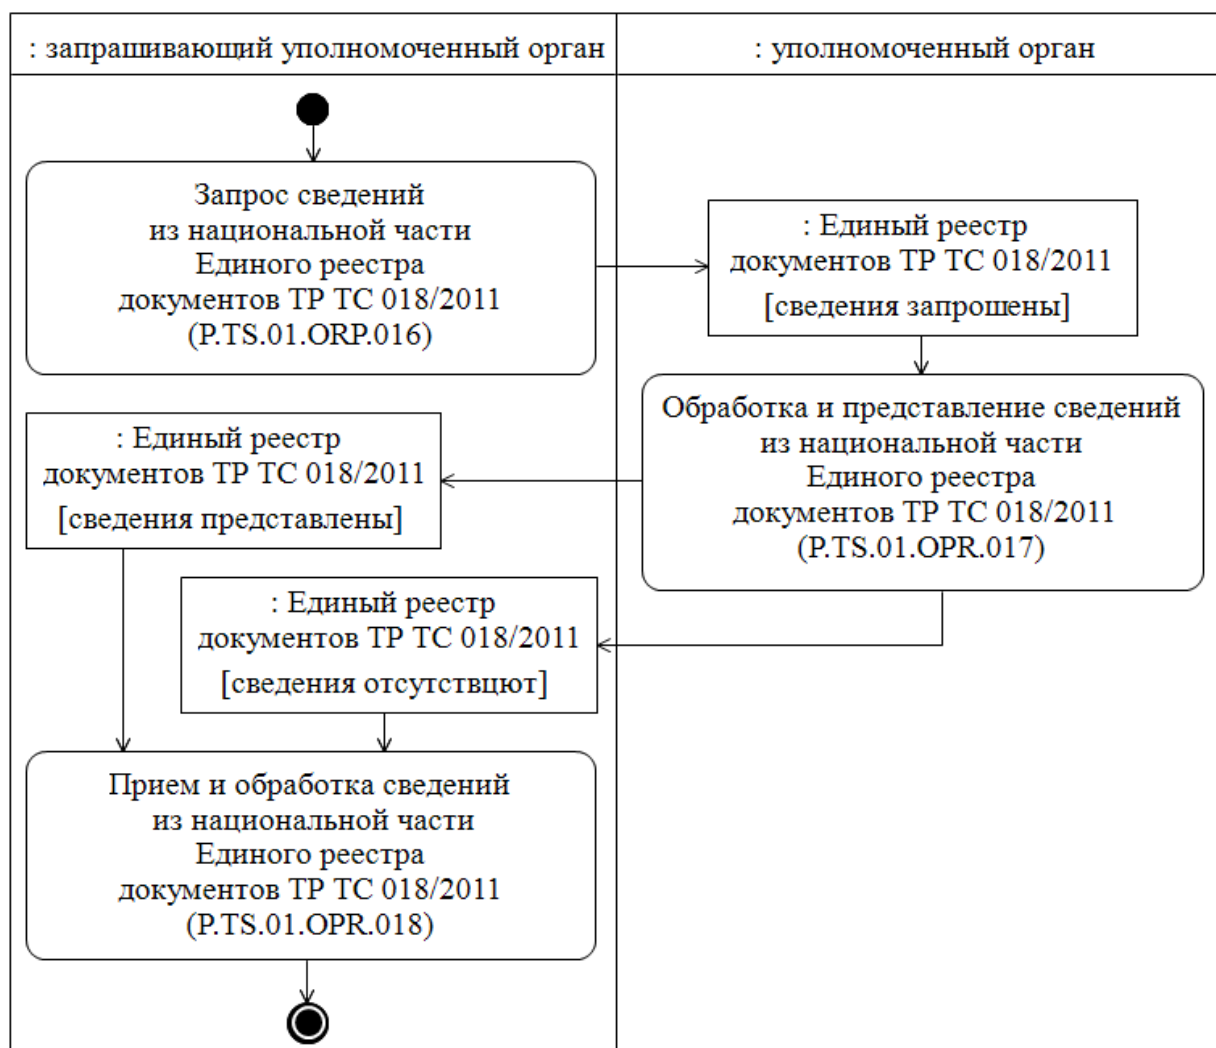 : запрашивающий уполномоченный орган
: уполномоченный орган
Запрос сведений
из национальной части
Единого реестра
документов ТР ТС 018/2011
(P.TS.01.ORP.016)
: Единый реестр
документов ТР ТС 018/2011
[сведения запрошены]
Обработка и представление сведений
из национальной части
Единого реестра
документов ТР ТС 018/2011
(P.TS.01.OPR.017)
: Единый реестр
документов ТР ТС 018/2011
[сведения представлены]
: Единый реестр
документов ТР ТС 018/2011
[сведения отсутствцют]
Прием и обработка сведений
из национальной части
Единого реестра
документов ТР ТС 018/2011
(P.TS.01.OPR.018)